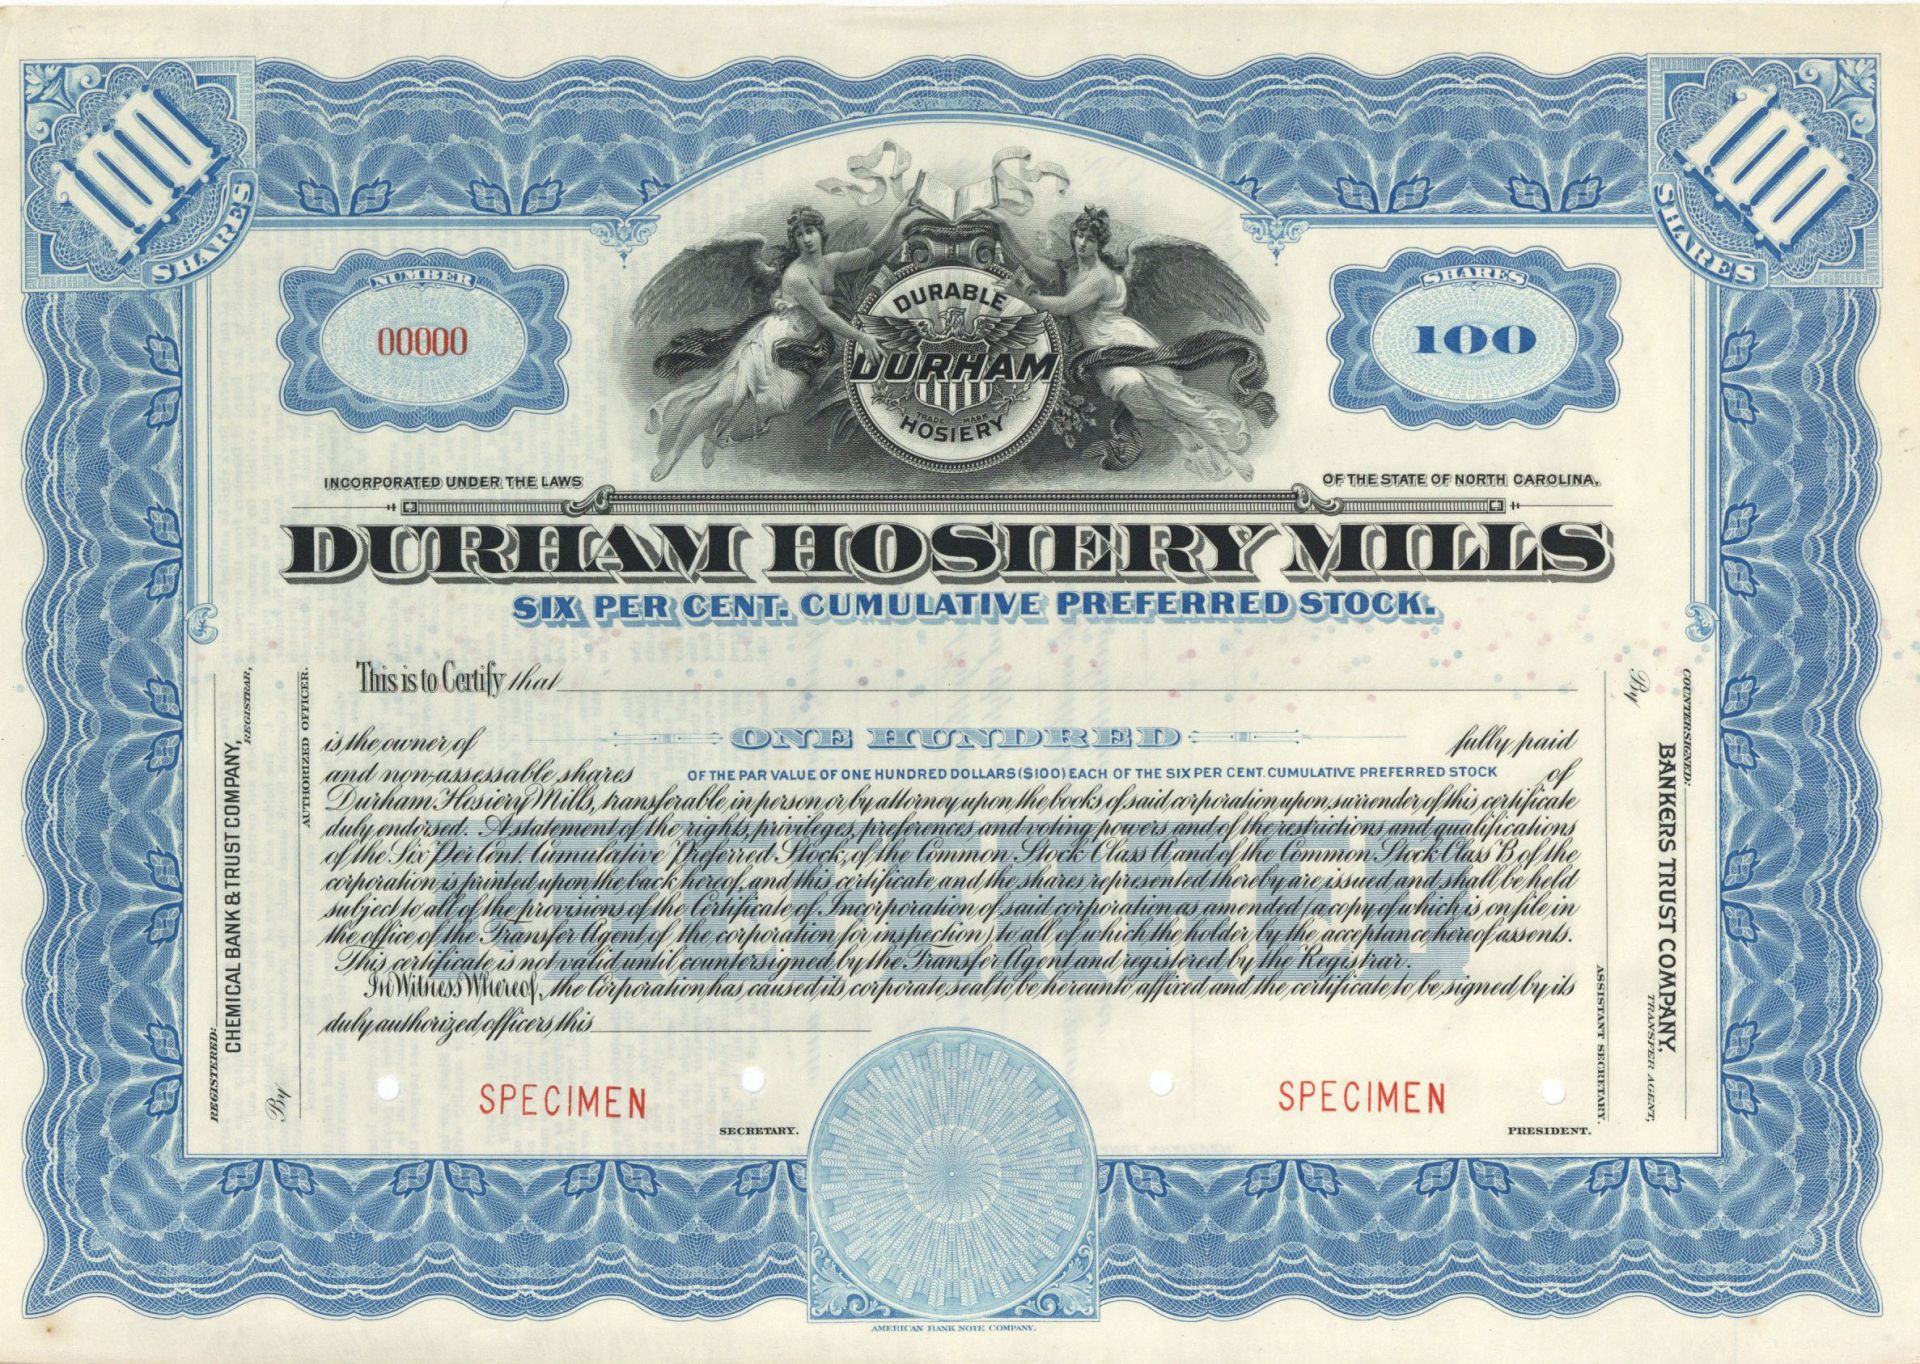 100
SHARES
100
SHARES
NUMBER
00000
SHARES
100
DURABLE
DURHAM
TRADE MARK
HOSIERY
INCORPORATED UNDER THE LAWS
OF THE STATE OF NORTH CAROLINA.
DURHAM HOSIERY MILLS
SIX PER CENT. CUMULATIVE PREFERRED STOCK.
This is to Certify that
is the owner of ONE HUNDRED fully paid
and non-assessable shares OF THE PAR VALUE OF ONE HUNDRED DOLLARS ($100) EACH OF THE SIX PER CENT. CUMULATIVE PREFERRED STOCK of
Durham Hosiery Mills, transferable in person or by attorney upon the books of said corporation upon surrender of this certificate
duly endorsed. A statement of the rights, privileges, preferences and voting powers and of the restrictions and qualifications
of the Six Per Cent. Cumulative Preferred Stock, of the Common Stock Class A and of the Common Stock Class B of the
corporation is printed upon the back hereof, and this certificate and the shares represented thereby are issued and shall be held
subject to all of the provisions of the Certificate of Incorporation of said corporation as amended (a copy of which is on file in
the office of the Transfer Agent of the corporation for inspection) to all of which the holder by the acceptance hereof assents.
This certificate is not valid until countersigned by the Transfer Agent and registered by the Registrar.
In Witness Whereof, the Corporation has caused its corporate seal to be hereunto affixed and the certificate to be signed by its
duly authorized officers, this
SPECIMEN
SECRETARY.
SPECIMEN
PRESIDENT.
REGISTERED:
CHEMICAL BANK & TRUST COMPANY,
REGISTRAR,
By
AUTHORIZED OFFICER.
COUNTERSIGNED:
BANKERS TRUST COMPANY,
TRANSFER AGENT,
By
ASSISTANT SECRETARY.
AMERICAN BANK NOTE COMPANY.